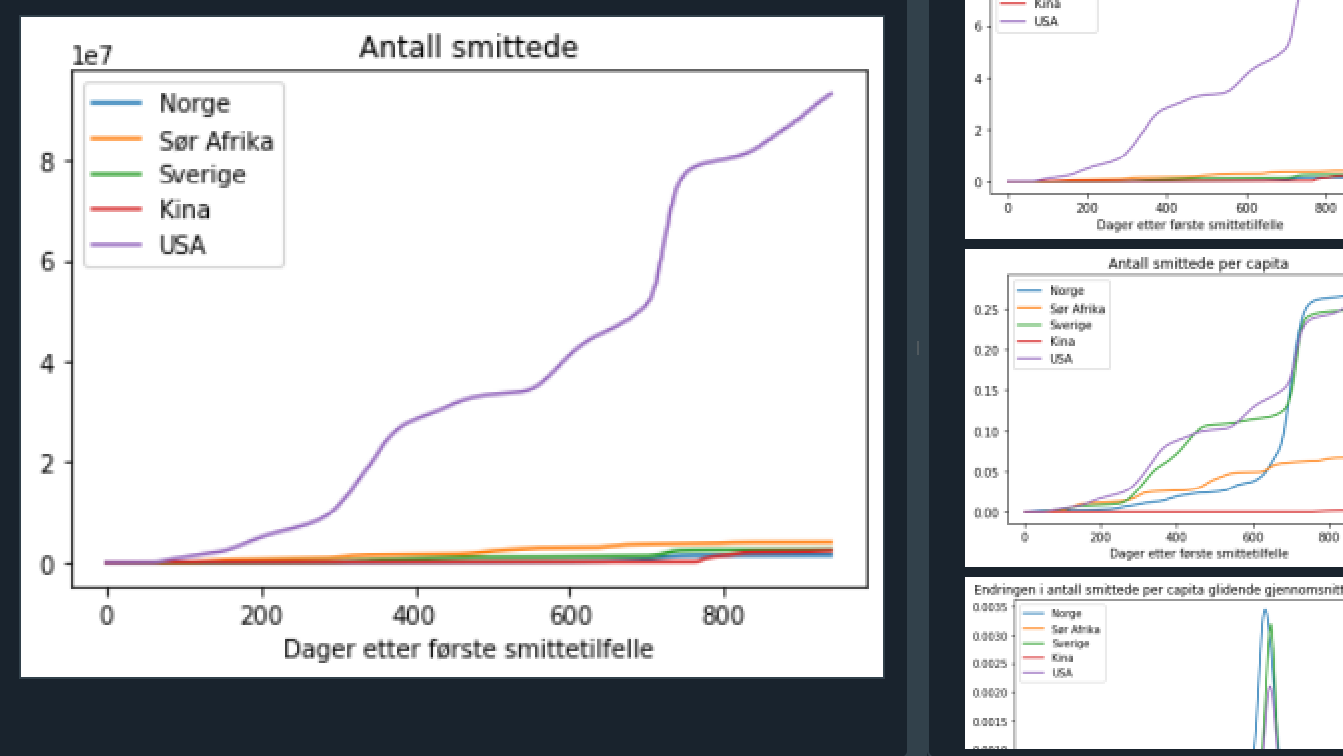 Antall smittede
1e7
Norge
Sør Afrika
Sverige
Kina
USA
8
6
4
2
0
0 200 400 600 800
Dager etter første smittetilfelle
Kina
USA
6
4
2
0
0 200 400 600 800
Dager etter første smittetilfelle
Antall smittede per capita
Norge
Sør Afrika
Sverige
Kina
USA
0.25
0.20
0.15
0.10
0.05
0.00
0 200 400 600 800
Dager etter første smittetilfelle
Endringen i antall smittede per capita glidende gjennomsnitt
0.0035
Norge
Sør Afrika
Sverige
Kina
USA
0.0030
0.0025
0.0020
0.0015